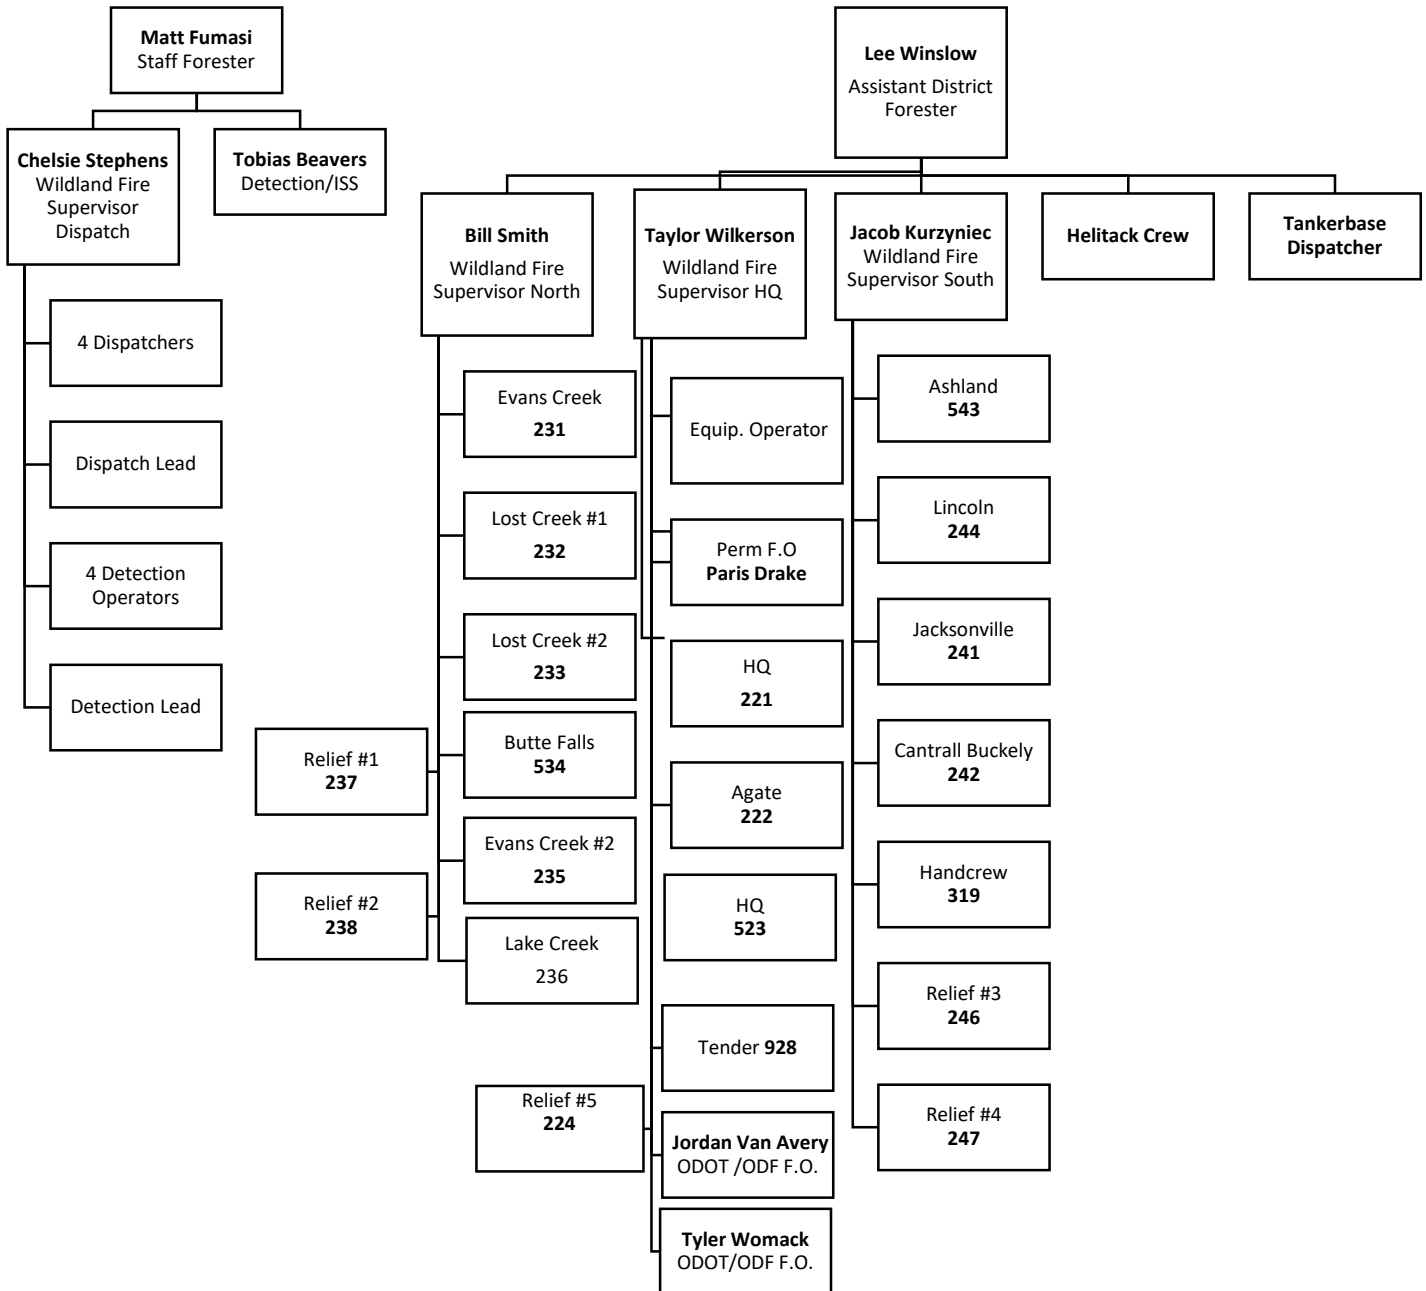 Matt Fumasi
Staff Forester
Chelsie Stephens
Wildland Fire
Supervisor
Dispatch
Tobias Beavers
Detection/ISS
4 Dispatchers
Dispatch Lead
4 Detection
Operators
Detection Lead
Lee Winslow
Assistant District
Forester
Bill Smith
Wildland Fire
Supervisor North
Taylor Wilkerson
Wildland Fire
Supervisor HQ
Jacob Kurzyniec
Wildland Fire
Supervisor South
Helitack Crew
Tankerbase
Dispatcher
Evans Creek
231
Lost Creek #1
232
Lost Creek #2
233
Butte Falls
534
Relief #1
237
Evans Creek #2
235
Relief #2
238
Lake Creek
236
Equip. Operator
Perm F.O
Paris Drake
HQ
221
Agate
222
HQ
523
Tender 928
Relief #5
224
Jordan Van Avery
ODOT /ODF F.O.
Tyler Womack
ODOT/ODF F.O.
Ashland
543
Lincoln
244
Jacksonville
241
Cantrall Buckely
242
Handcrew
319
Relief #3
246
Relief #4
247